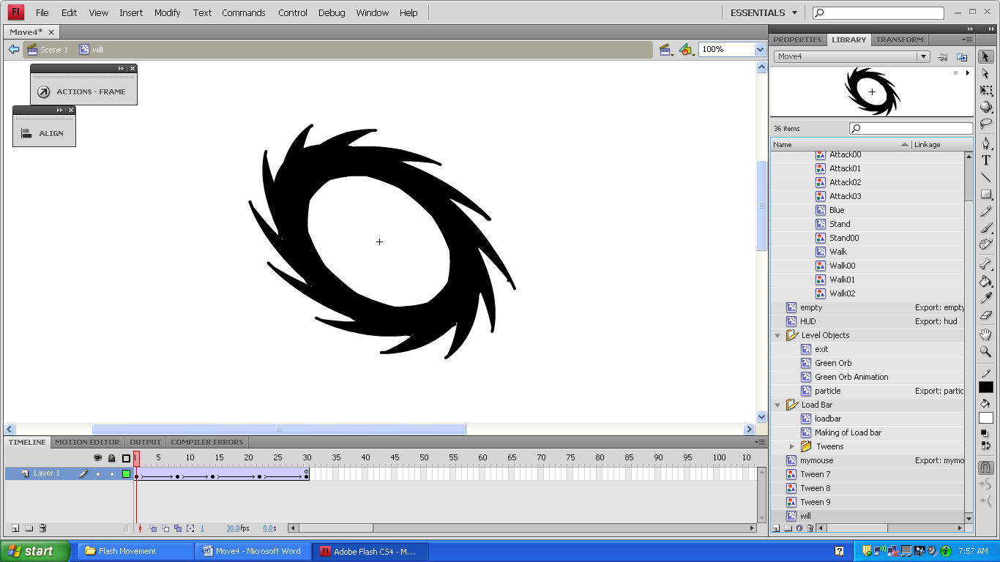 Fl File Edit View Insert Modify Text Commands Control Debug Window Help ESSENTIALS
Move4* ×
Scene 1 will 100%
ACTIONS - FRAME
ALIGN
PROPERTIES LIBRARY TRANSFORM
Move4
36 items
Name Linkage
Attack00
Attack01
Attack02
Attack03
Blue
Stand
Stand00
Walk
Walk00
Walk01
Walk02
empty Export: empty
HUD Export: hud
Level Objects
exit
Green Orb
Green Orb Animation
particle Export: partic
Load Bar
loadbar
Making of Load bar
Tweens
mymouse Export: mymo
Tween 7
Tween 8
Tween 9
will
TIMELINE MOTION EDITOR OUTPUT COMPILER ERRORS
1 5 10 15 20 25 30 35 40 45 50 55 60 65 70 75 80 85 90 95 100 10
Layer 1
1 30.0fps 0.0s
start Flash Movement Move4 - Microsoft Word Fl Adobe Flash CS4 - M... 7:57 AM